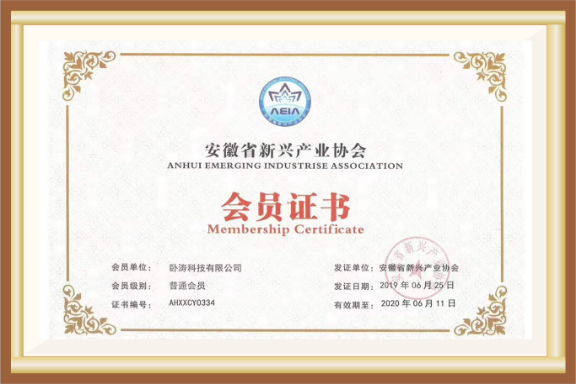 AEIA
安徽省新兴产业协会
ANHUI EMERGING INDUSTRISE ASSOCIATION
会员证书
Membership Certificate
会员单位: 卧涛科技有限公司 发证单位: 安徽省新兴产业协会
会员级别: 普通会员 发证日期: 2019 年 06 月 25 日
证书编号: AHXXCY0334 有效期至: 2020 年 06 月 11 日